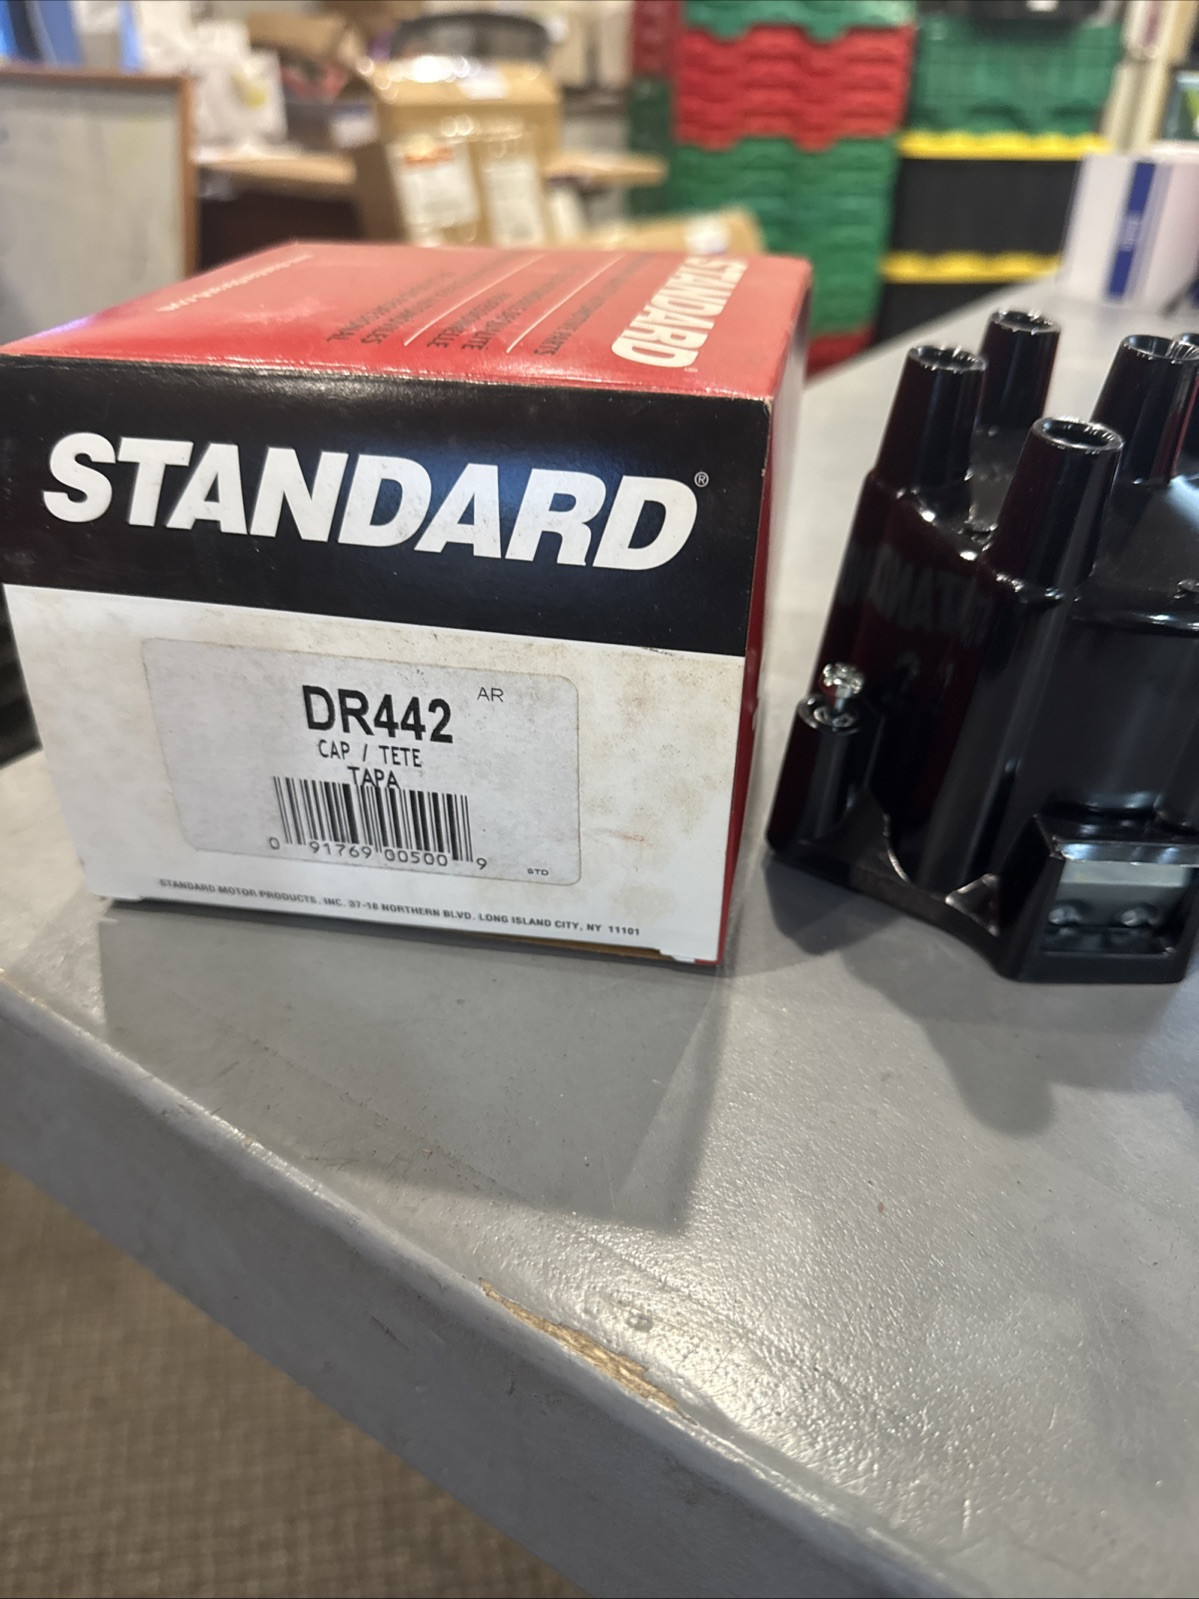 STANDARD
STANDARD®
DR442
AR
CAP / TETE
TAPA
0 91769 00500 9
STD
STANDARD MOTOR PRODUCTS, INC. 37-18 NORTHERN BLVD. LONG ISLAND CITY, NY 11101